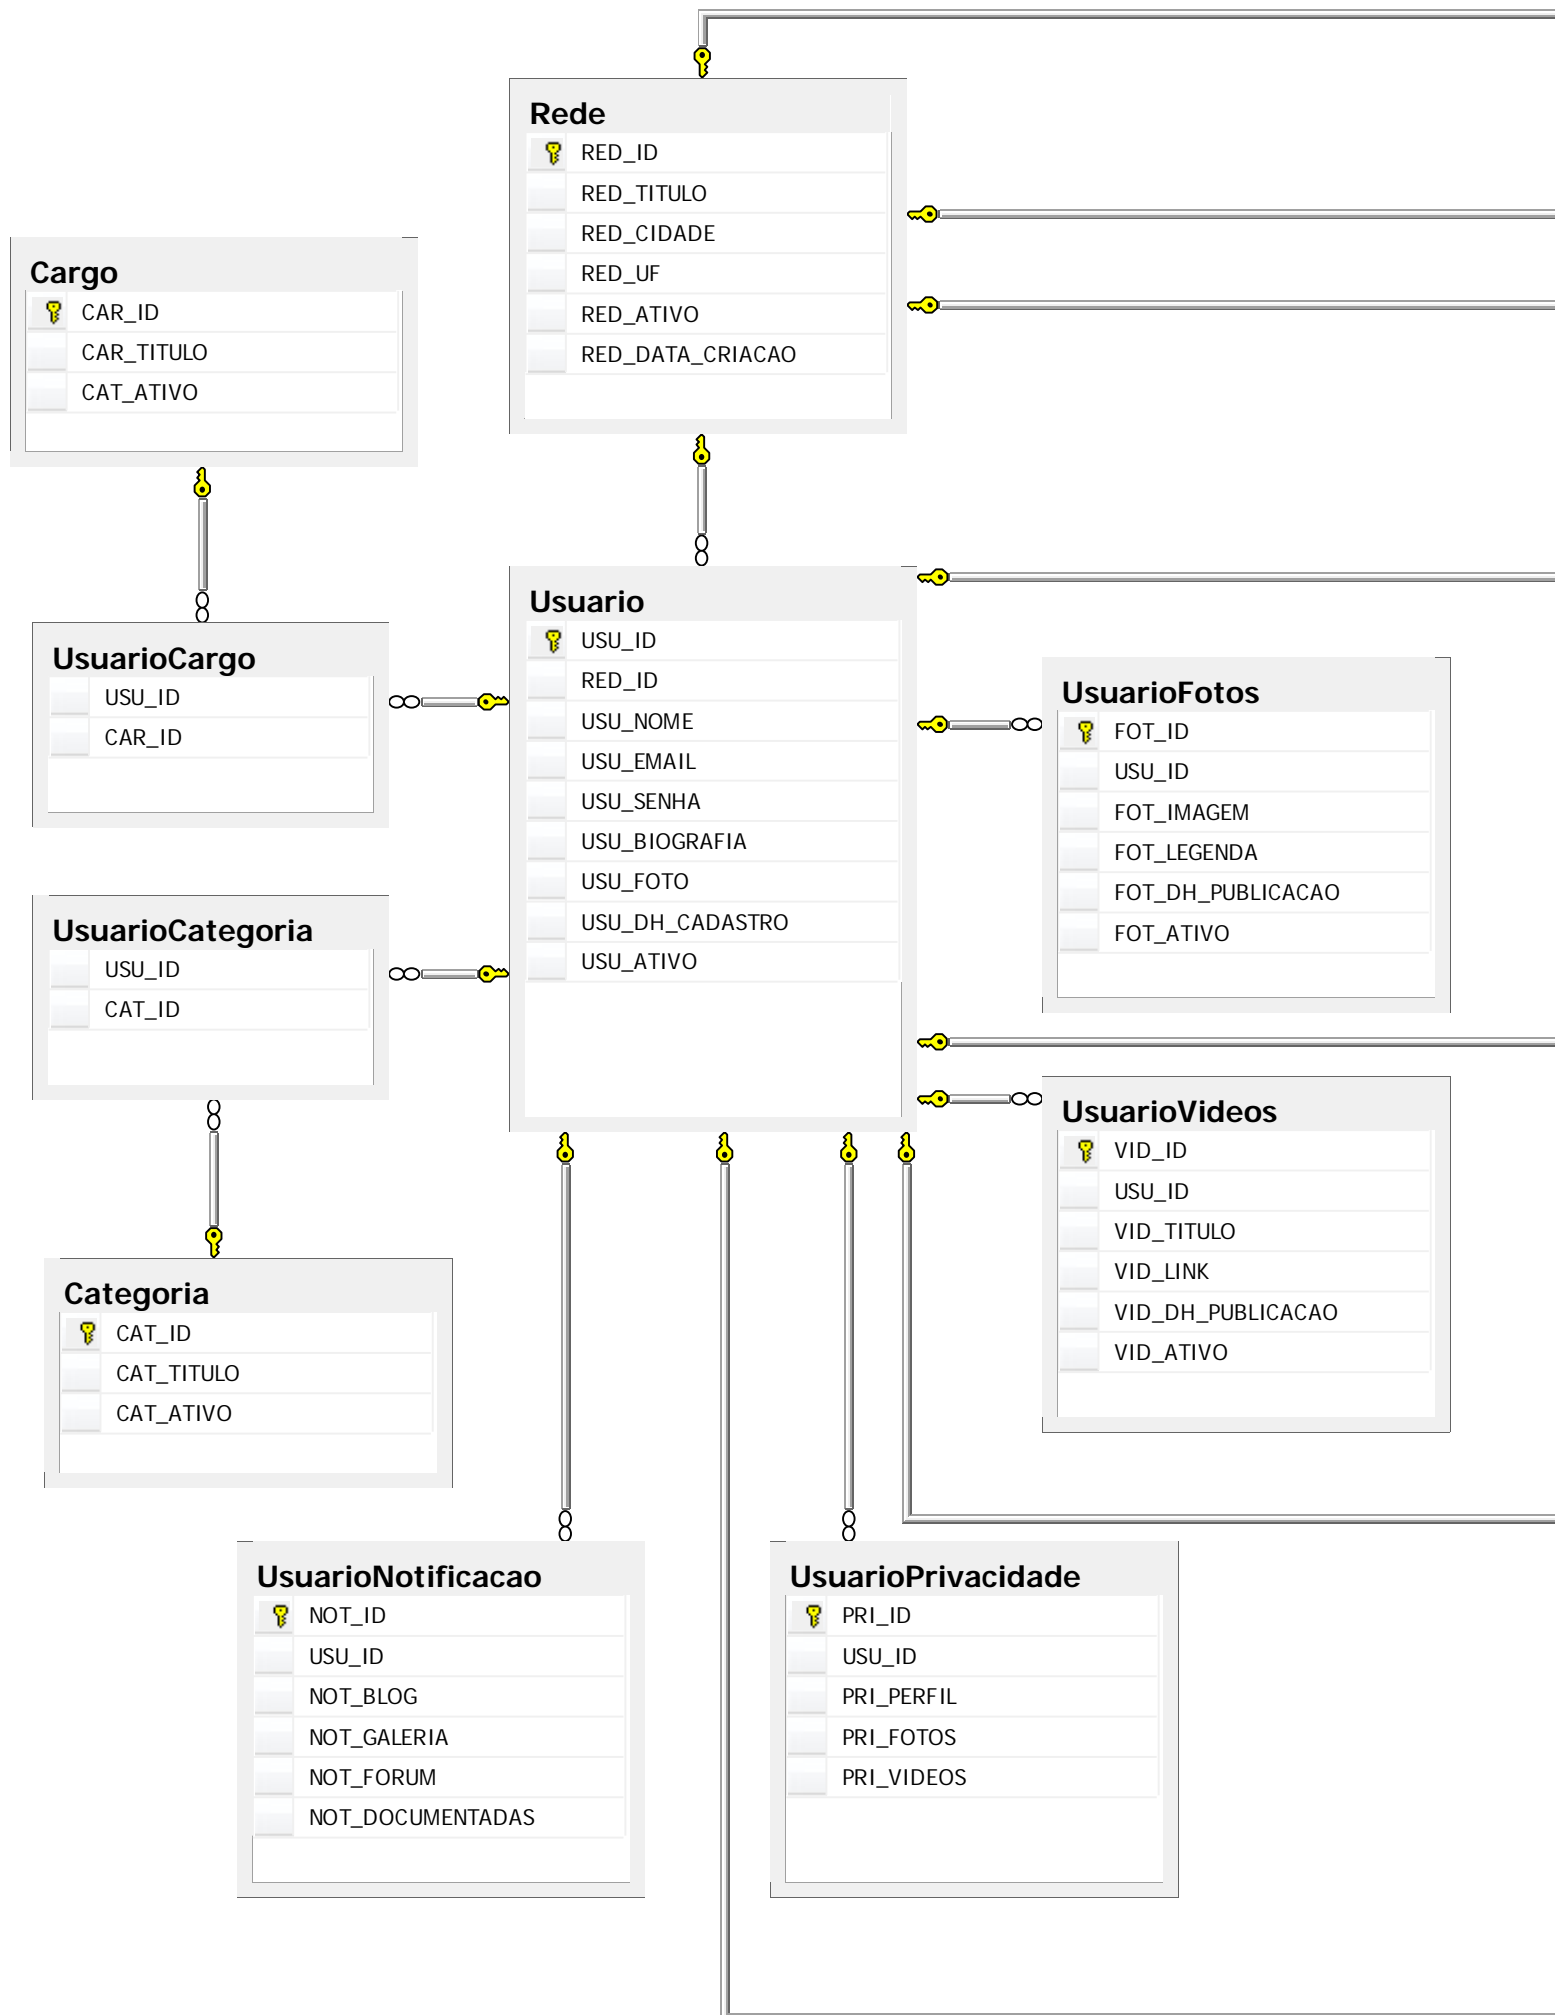 Rede
RED_ID
RED_TITULO
RED_CIDADE
RED_UF
RED_ATIVO
RED_DATA_CRIACAO
Cargo
CAR_ID
CAR_TITULO
CAT_ATIVO
UsuarioCargo
USU_ID
CAR_ID
Usuario
USU_ID
RED_ID
USU_NOME
USU_EMAIL
USU_SENHA
USU_BIOGRAFIA
USU_FOTO
USU_DH_CADASTRO
USU_ATIVO
UsuarioFotos
FOT_ID
USU_ID
FOT_IMAGEM
FOT_LEGENDA
FOT_DH_PUBLICACAO
FOT_ATIVO
UsuarioCategoria
USU_ID
CAT_ID
UsuarioVideos
VID_ID
USU_ID
VID_TITULO
VID_LINK
VID_DH_PUBLICACAO
VID_ATIVO
Categoria
CAT_ID
CAT_TITULO
CAT_ATIVO
UsuarioNotificacao
NOT_ID
USU_ID
NOT_BLOG
NOT_GALERIA
NOT_FORUM
NOT_DOCUMENTADAS
UsuarioPrivacidade
PRI_ID
USU_ID
PRI_PERFIL
PRI_FOTOS
PRI_VIDEOS